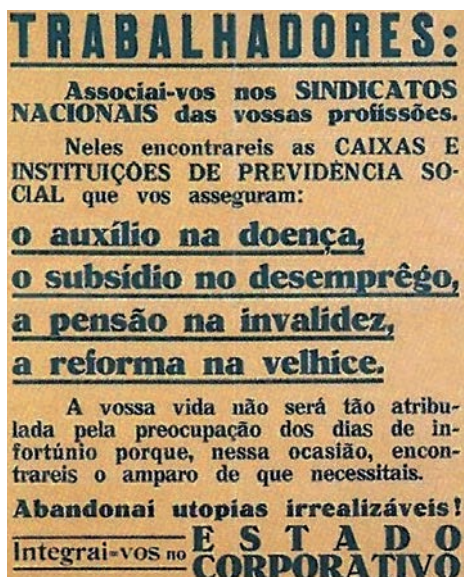 TRABALHADORES:
Associai-vos nos SINDICATOS
NACIONAIS das vossas profissões.
Neles encontrareis as CAIXAS E
INSTITUIÇÕES DE PREVIDÊNCIA SO-
CIAL que vos asseguram:
o auxílio na doença,
o subsídio no desemprêgo,
a pensão na invalidez,
a reforma na velhice.
A vossa vida não será tão atribu-
lada pela preocupação dos dias de in-
fortúnio porque, nessa ocasião, encon-
trareis o amparo de que necessitais.
Abandonai utopias irrealizáveis!
Integrai-vos no ESTADO
CORPORATIVO